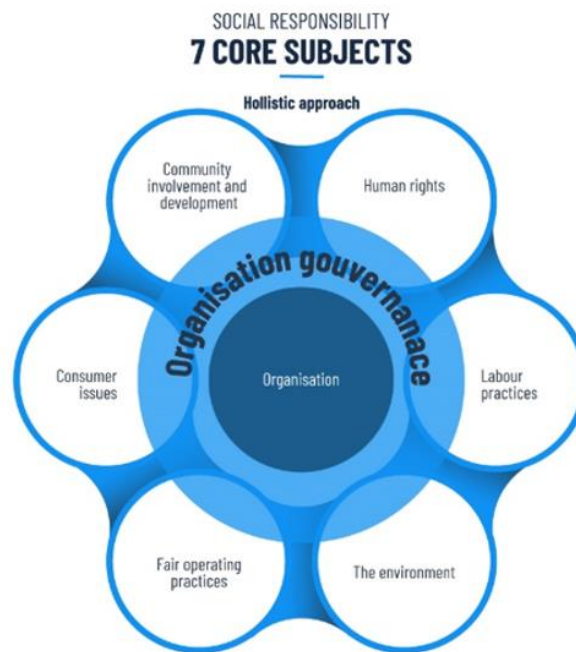 SOCIAL RESPONSIBILITY
7 CORE SUBJECTS
Hollistic approach
Community
involvement and
development
Human rights
Organisation gouvernanace
Consumer
issues
Organisation
Labour
practices
Fair operating
practices
The environment